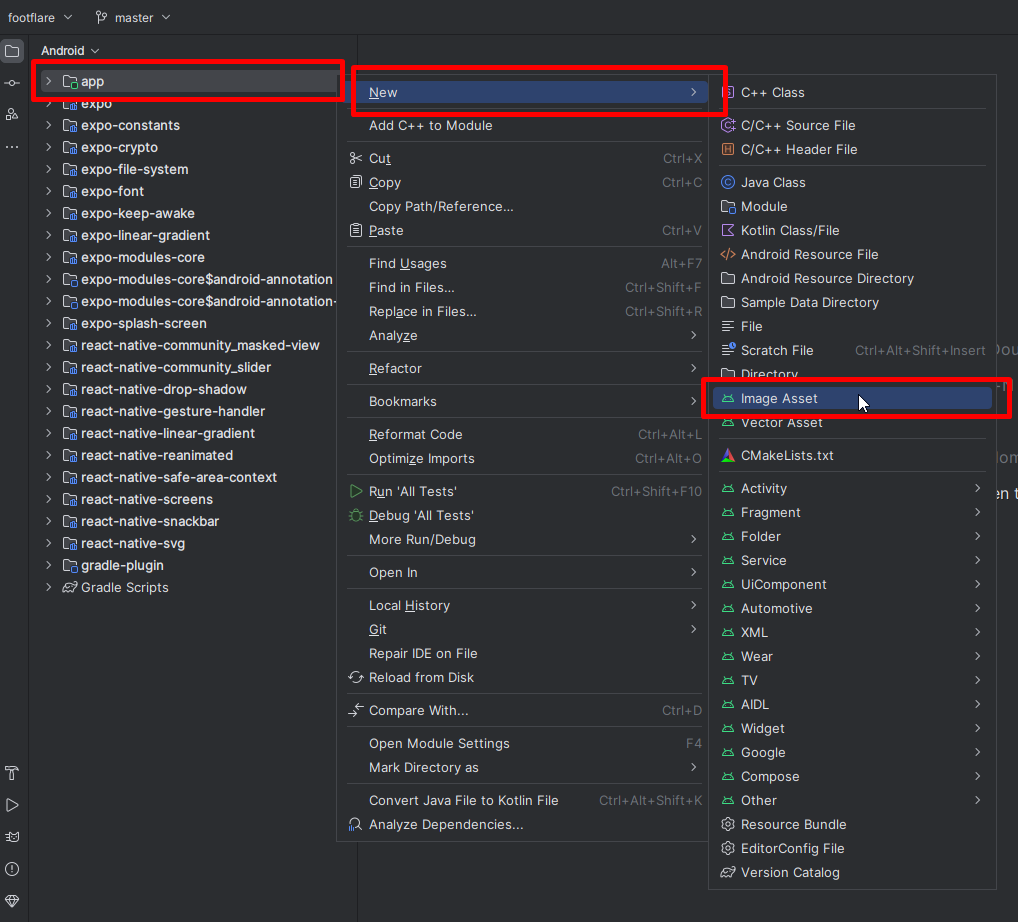 footflare master
Android
app
expo
expo-constants
expo-crypto
expo-file-system
expo-font
expo-keep-awake
expo-linear-gradient
expo-modules-core
expo-modules-core$android-annotation
expo-modules-core$android-annotation-
expo-splash-screen
react-native-community_masked-view
react-native-community_slider
react-native-drop-shadow
react-native-gesture-handler
react-native-linear-gradient
react-native-reanimated
react-native-safe-area-context
react-native-screens
react-native-snackbar
react-native-svg
gradle-plugin
Gradle Scripts
New
Add C++ to Module
Cut Ctrl+X
Copy Ctrl+C
Copy Path/Reference...
Paste Ctrl+V
Find Usages Alt+F7
Find in Files... Ctrl+Shift+F
Replace in Files... Ctrl+Shift+R
Analyze
Refactor
Bookmarks
Reformat Code Ctrl+Alt+L
Optimize Imports Ctrl+Alt+O
Run 'All Tests' Ctrl+Shift+F10
Debug 'All Tests'
More Run/Debug
Open In
Local History
Git
Repair IDE on File
Reload from Disk
Compare With... Ctrl+D
Open Module Settings F4
Mark Directory as
Convert Java File to Kotlin File Ctrl+Alt+Shift+K
Analyze Dependencies...
C++ Class
C/C++ Source File
C/C++ Header File
Java Class
Module
Kotlin Class/File
Android Resource File
Android Resource Directory
Sample Data Directory
File
Scratch File Ctrl+Alt+Shift+Insert
Directory
Image Asset
Vector Asset
CMakeLists.txt
Activity
Fragment
Folder
Service
UiComponent
Automotive
XML
Wear
TV
AIDL
Widget
Google
Compose
Other
Resource Bundle
EditorConfig File
Version Catalog